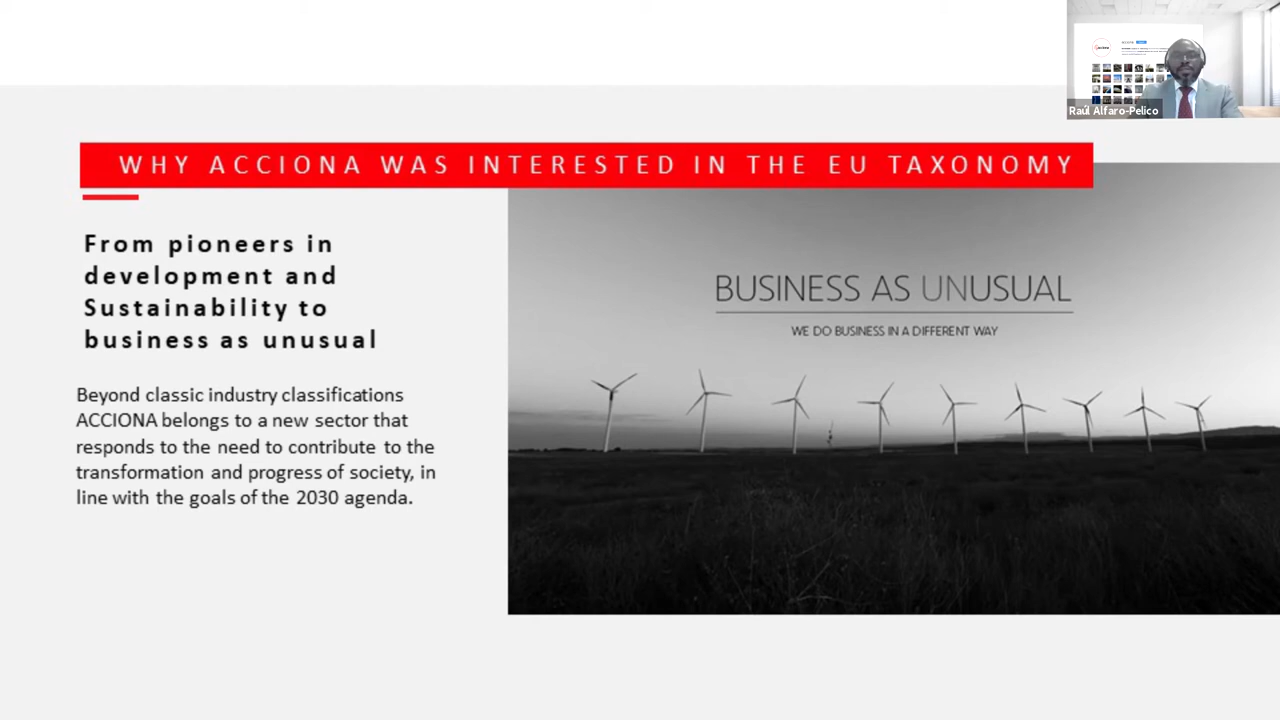 Raúl Alfaro-Pelico
WHY ACCIONA WAS INTERESTED IN THE EU TAXONOMY
From pioneers in
development and
Sustainability to
business as unusual
Beyond classic industry classifications
ACCIONA belongs to a new sector that
responds to the need to contribute to the
transformation and progress of society, in
line with the goals of the 2030 agenda.
BUSINESS AS UNUSUAL
WE DO BUSINESS IN A DIFFERENT WAY